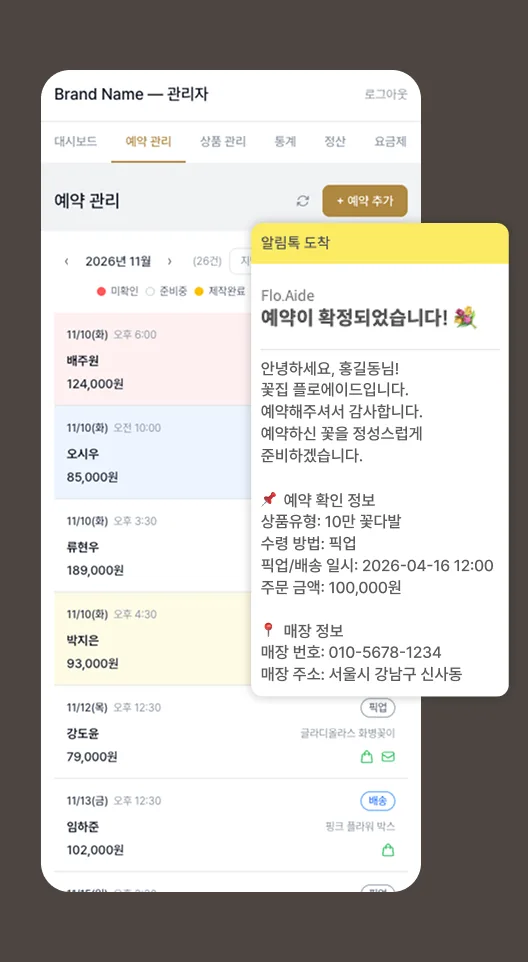 Brand Name — 관리자
로그아웃
대시보드 예약 관리 상품 관리 통계 정산 요금제
예약 관리
+ 예약 추가
‹ 2026년 11월 › (26건)
미확인 준비중 제작완료
11/10(화) 오후 6:00
배주원
124,000원
11/10(화) 오전 10:00
오시우
85,000원
11/10(화) 오후 3:30
류현우
189,000원
11/10(화) 오후 4:30
박지은
93,000원
11/12(목) 오후 12:30
픽업
강도윤
글라디올라스 화병꽂이
79,000원
11/13(금) 오후 12:30
배송
임하준
핑크 플라워 박스
102,000원
알림톡 도착
Flo.Aide
예약이 확정되었습니다! 💐
안녕하세요, 홍길동님!
꽃집 플로에이드입니다.
예약해주셔서 감사합니다.
예약하신 꽃을 정성스럽게
준비하겠습니다.
📌 예약 확인 정보
상품유형: 10만 꽃다발
수령 방법: 픽업
픽업/배송 일시: 2026-04-16 12:00
주문 금액: 100,000원
📍 매장 정보
매장 번호: 010-5678-1234
매장 주소: 서울시 강남구 신사동